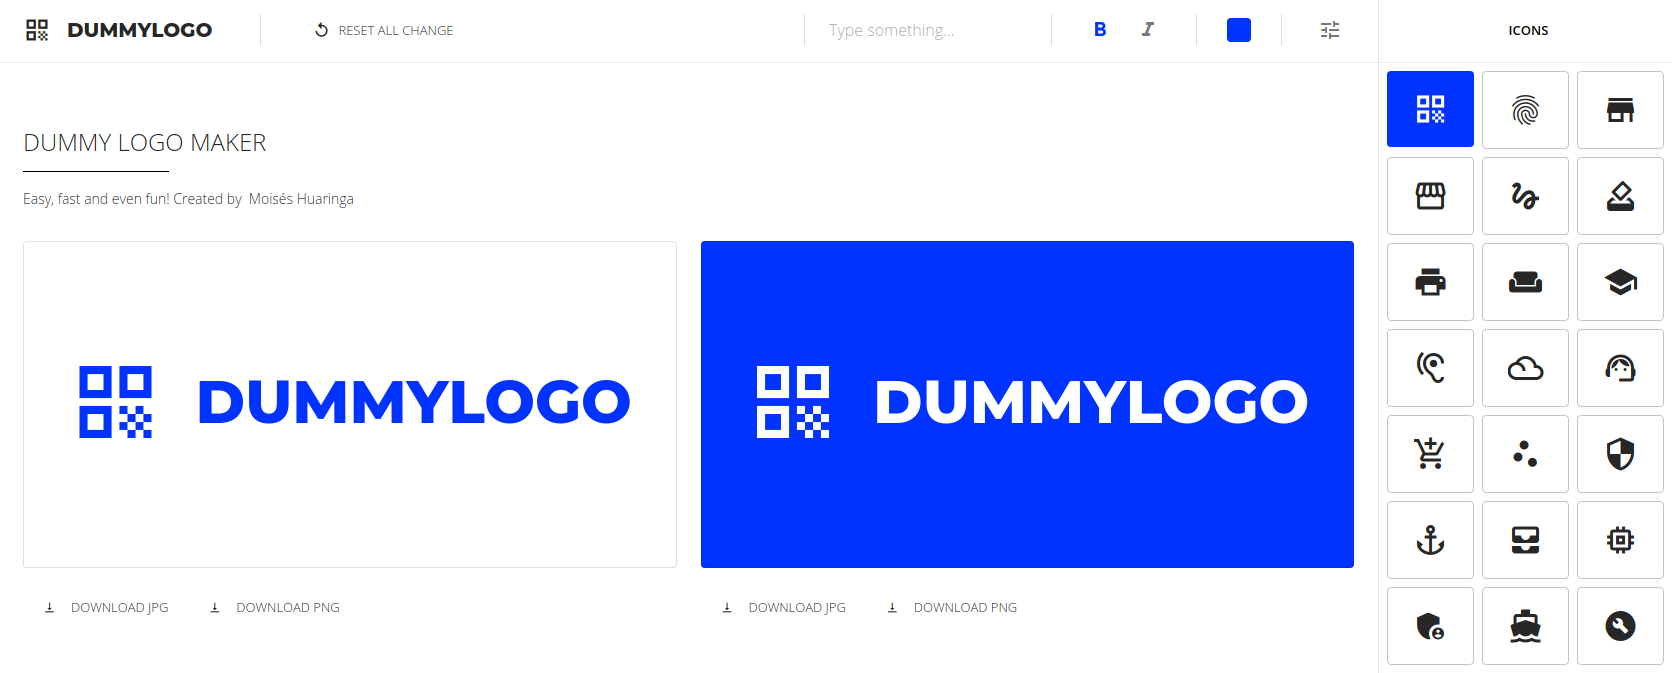 DUMMYLOGO
RESET ALL CHANGE
Type something...
B
I
ICONS
DUMMY LOGO MAKER
Easy, fast and even fun! Created by Moisés Huaringa
DUMMYLOGO
DUMMYLOGO
DOWNLOAD JPG
DOWNLOAD PNG
DOWNLOAD JPG
DOWNLOAD PNG